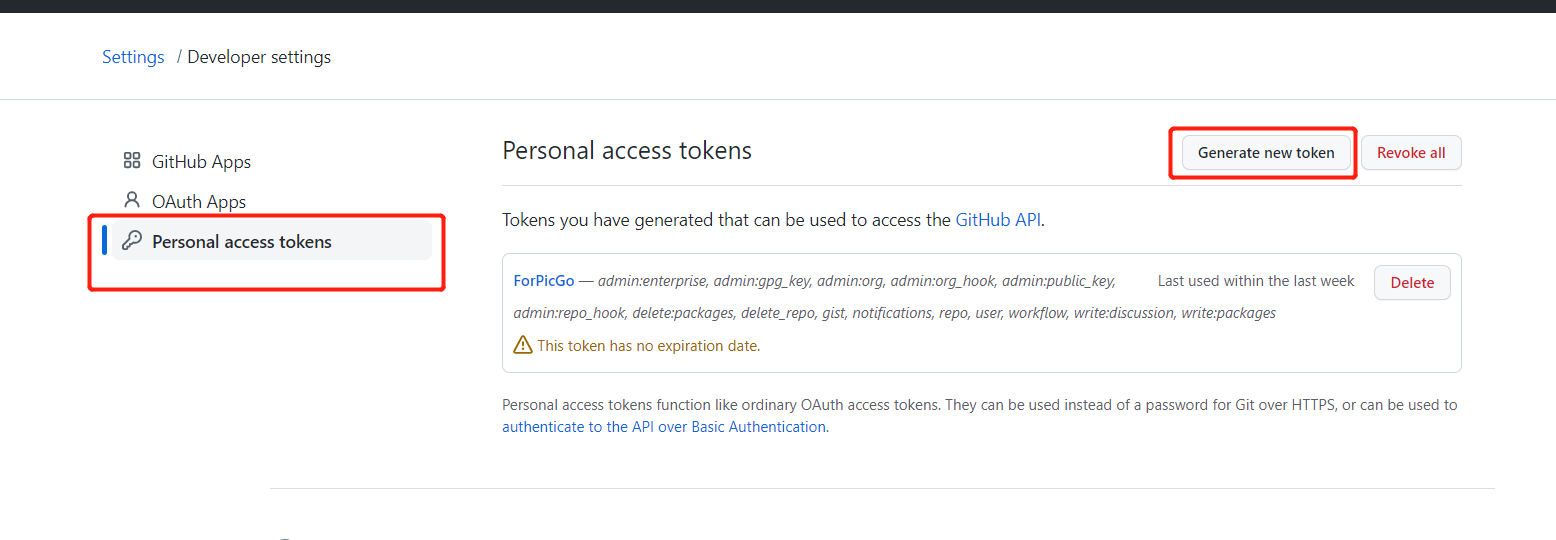 Settings / Developer settings
GitHub Apps
OAuth Apps
Personal access tokens
Personal access tokens
Generate new token
Revoke all
Tokens you have generated that can be used to access the GitHub API.
ForPicGo — admin:enterprise, admin:gpg_key, admin:org, admin:org_hook, admin:public_key,
Last used within the last week
Delete
admin:repo_hook, delete:packages, delete_repo, gist, notifications, repo, user, workflow, write:discussion, write:packages
This token has no expiration date.
Personal access tokens function like ordinary OAuth access tokens. They can be used instead of a password for Git over HTTPS, or can be used to
authenticate to the API over Basic Authentication.